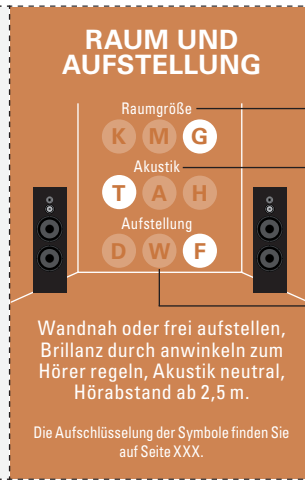 RAUM UND
AUFSTELLUNG
Raumgröße
K M G
Akustik
T A H
Aufstellung
D W F
Wandnah oder frei aufstellen,
Brillanz durch anwinkeln zum
Hörer regeln, Akustik neutral,
Hörabstand ab 2,5 m.
Die Aufschlüsselung der Symbole finden Sie
auf Seite XXX.